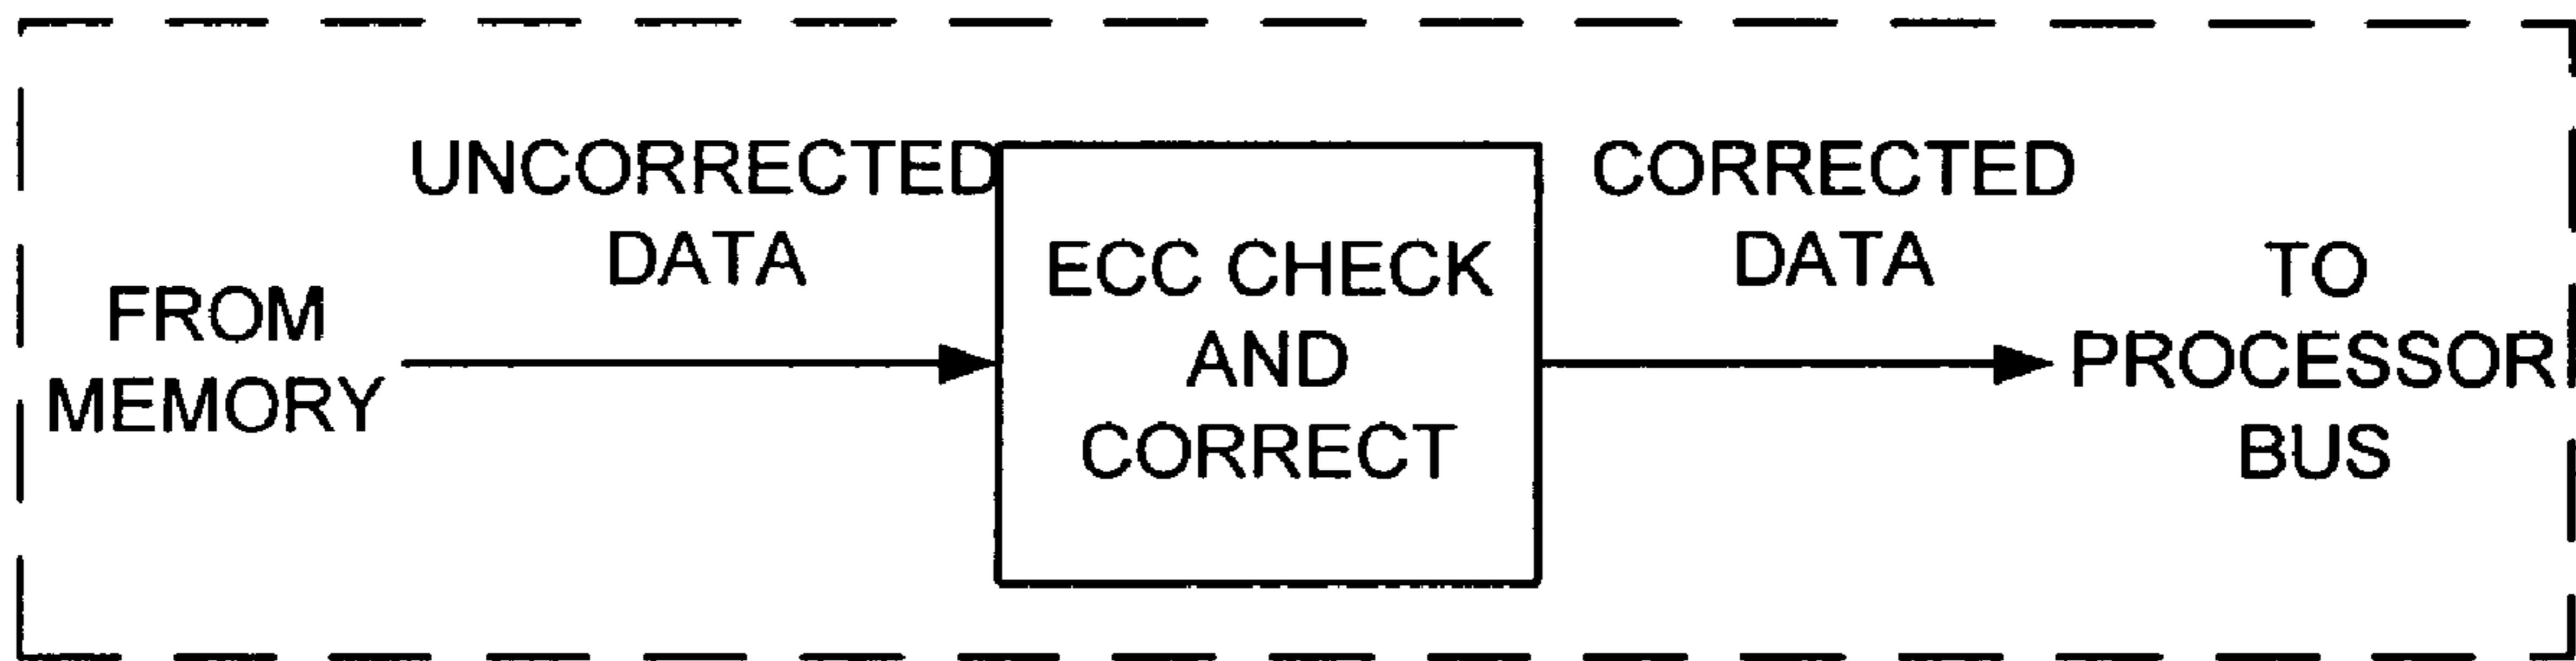 FROM
MEMORY
UNCORRECTED
DATA
ECC CHECK
AND
CORRECT
CORRECTED
DATA
TO
PROCESSOR
BUS